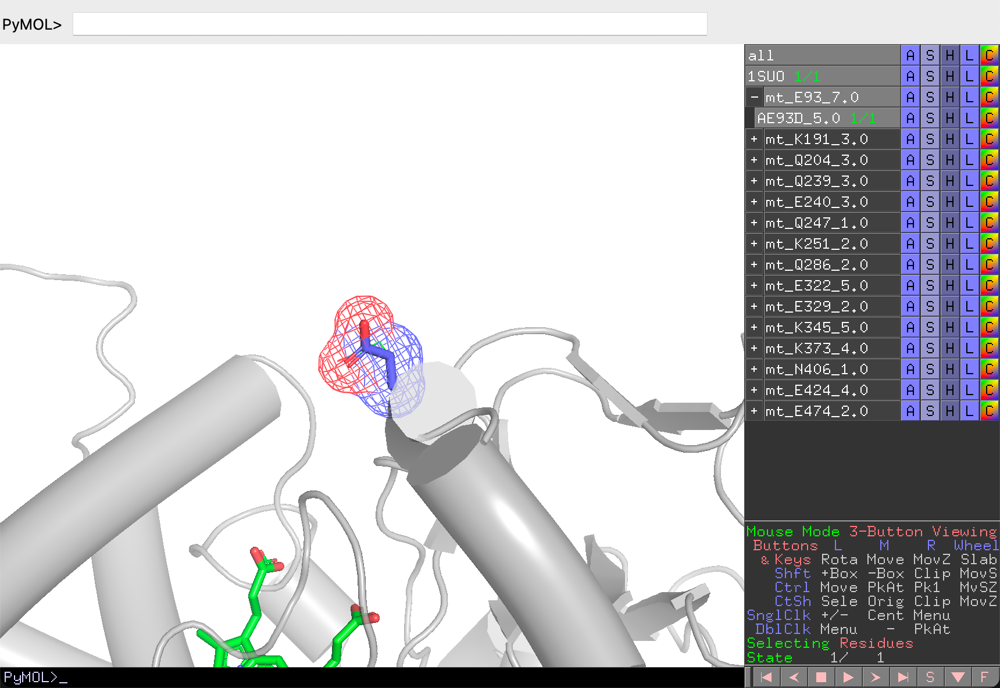 PyMOL>
all A S H L C
1SUO 1/1 A S H L C
- mt_E93_7.0 A S H L C
AE93D_5.0 1/1 A S H L C
+ mt_K191_3.0 A S H L C
+ mt_Q204_3.0 A S H L C
+ mt_Q239_3.0 A S H L C
+ mt_E240_3.0 A S H L C
+ mt_Q247_1.0 A S H L C
+ mt_K251_2.0 A S H L C
+ mt_Q286_2.0 A S H L C
+ mt_E322_5.0 A S H L C
+ mt_E329_2.0 A S H L C
+ mt_K345_5.0 A S H L C
+ mt_K373_4.0 A S H L C
+ mt_N406_1.0 A S H L C
+ mt_E424_4.0 A S H L C
+ mt_E474_2.0 A S H L C
Mouse Mode 3-Button Viewing
Buttons L M R Wheel
& Keys Rota Move MovZ Slab
Shft +Box -Box Clip MovS
Ctrl Move PkAt Pk1 MvSZ
CtSh Sele Orig Clip MovZ
SnglClk +/- Cent Menu
DblClk Menu - PkAt
Selecting Residues
State 1/ 1
PyMOL>_
S F